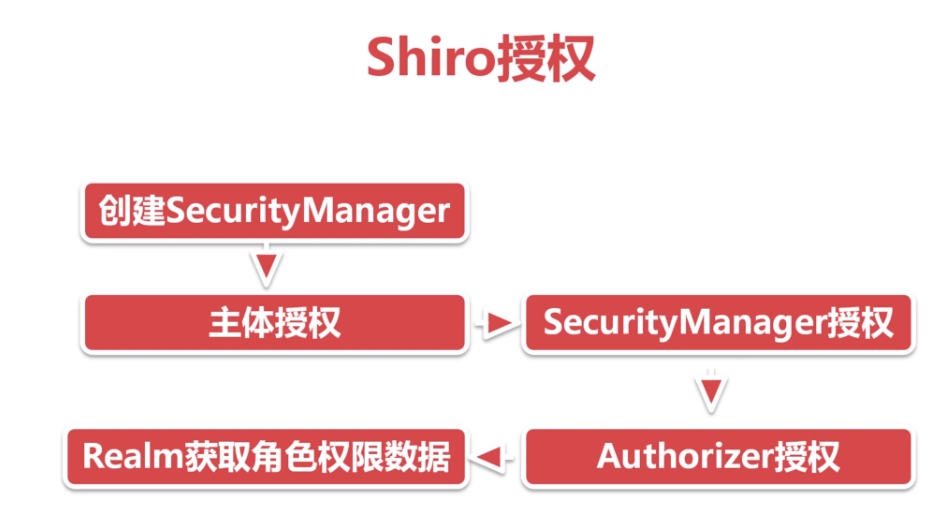 Shiro授权
创建SecurityManager
主体授权
SecurityManager授权
Authorizer授权
Realm获取角色权限数据